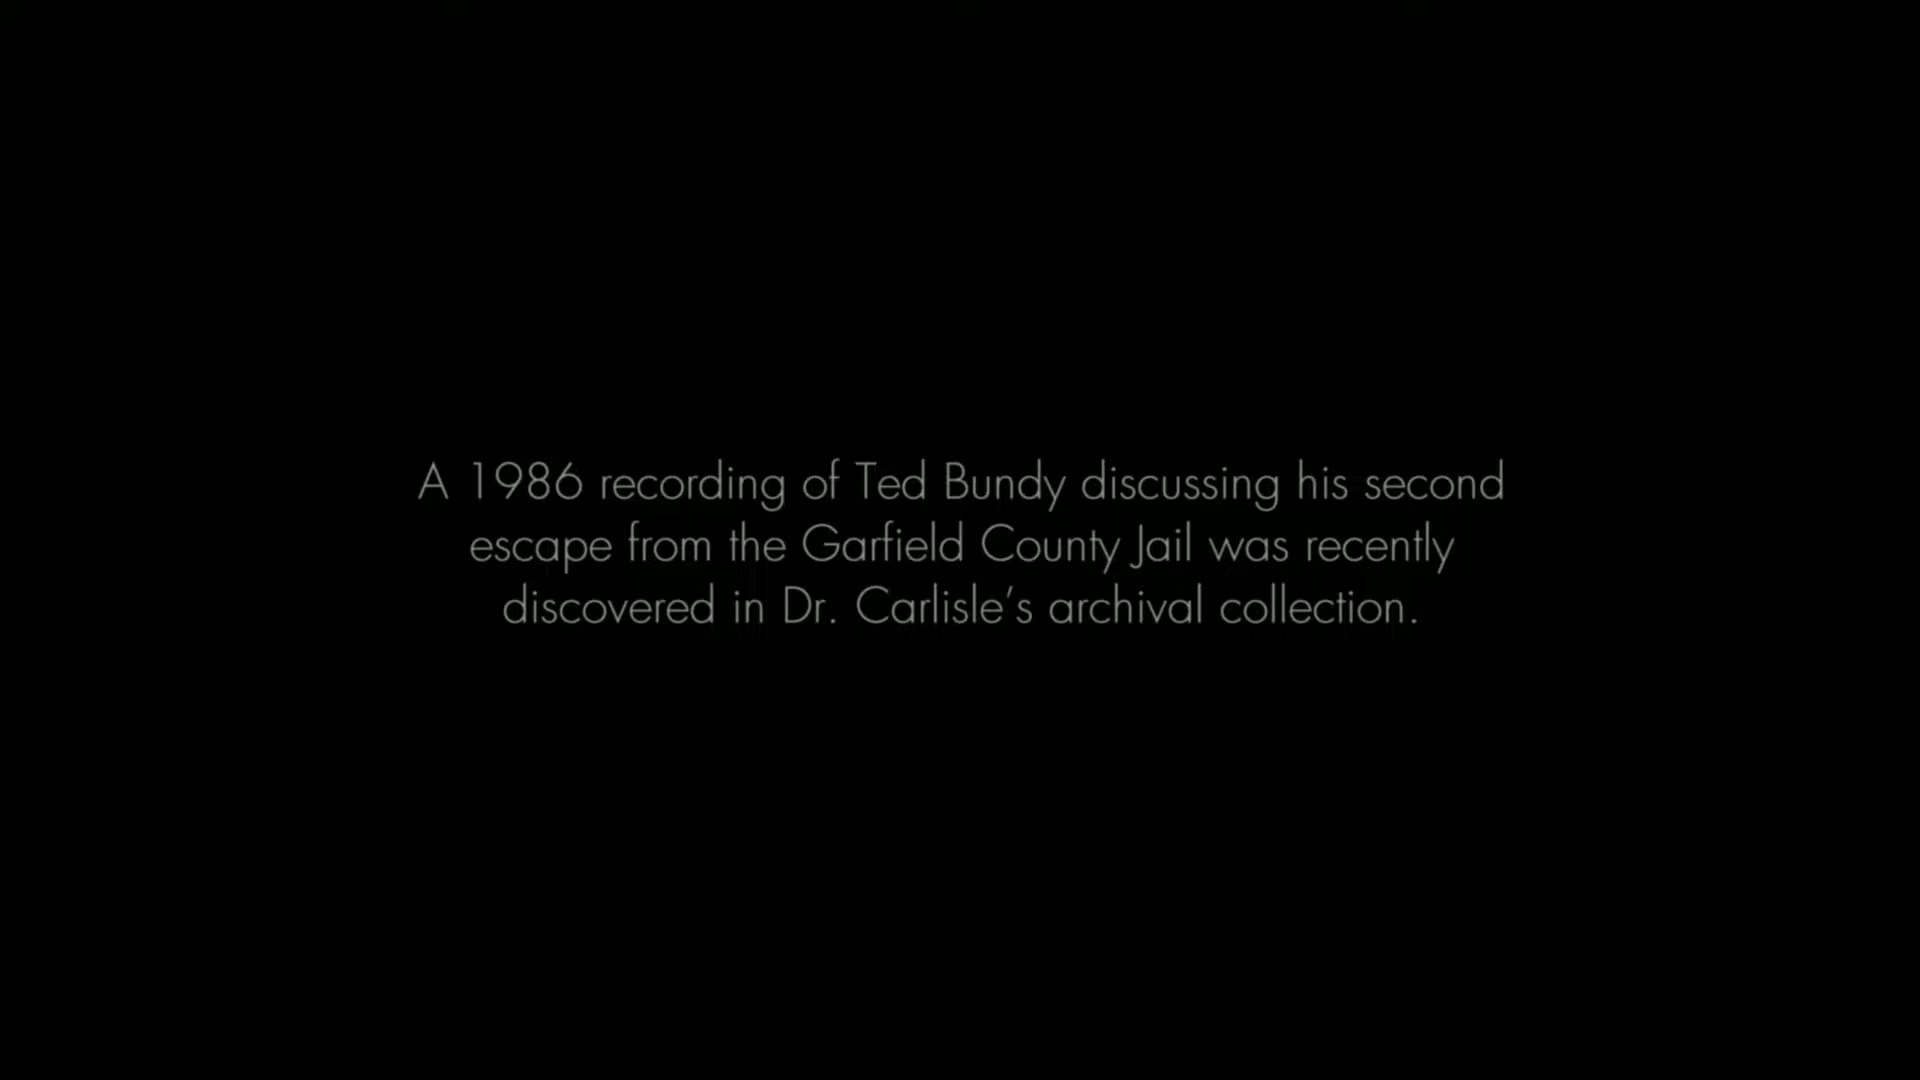 A 1986 recording of Ted Bundy discussing his second
escape from the Garfield County Jail was recently
discovered in Dr. Carlisle’s archival collection.